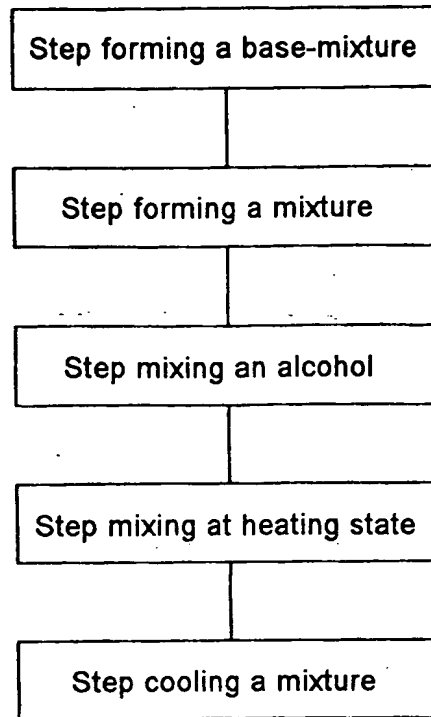 Step forming a base-mixture
Step forming a mixture
Step mixing an alcohol
Step mixing at heating state
Step cooling a mixture